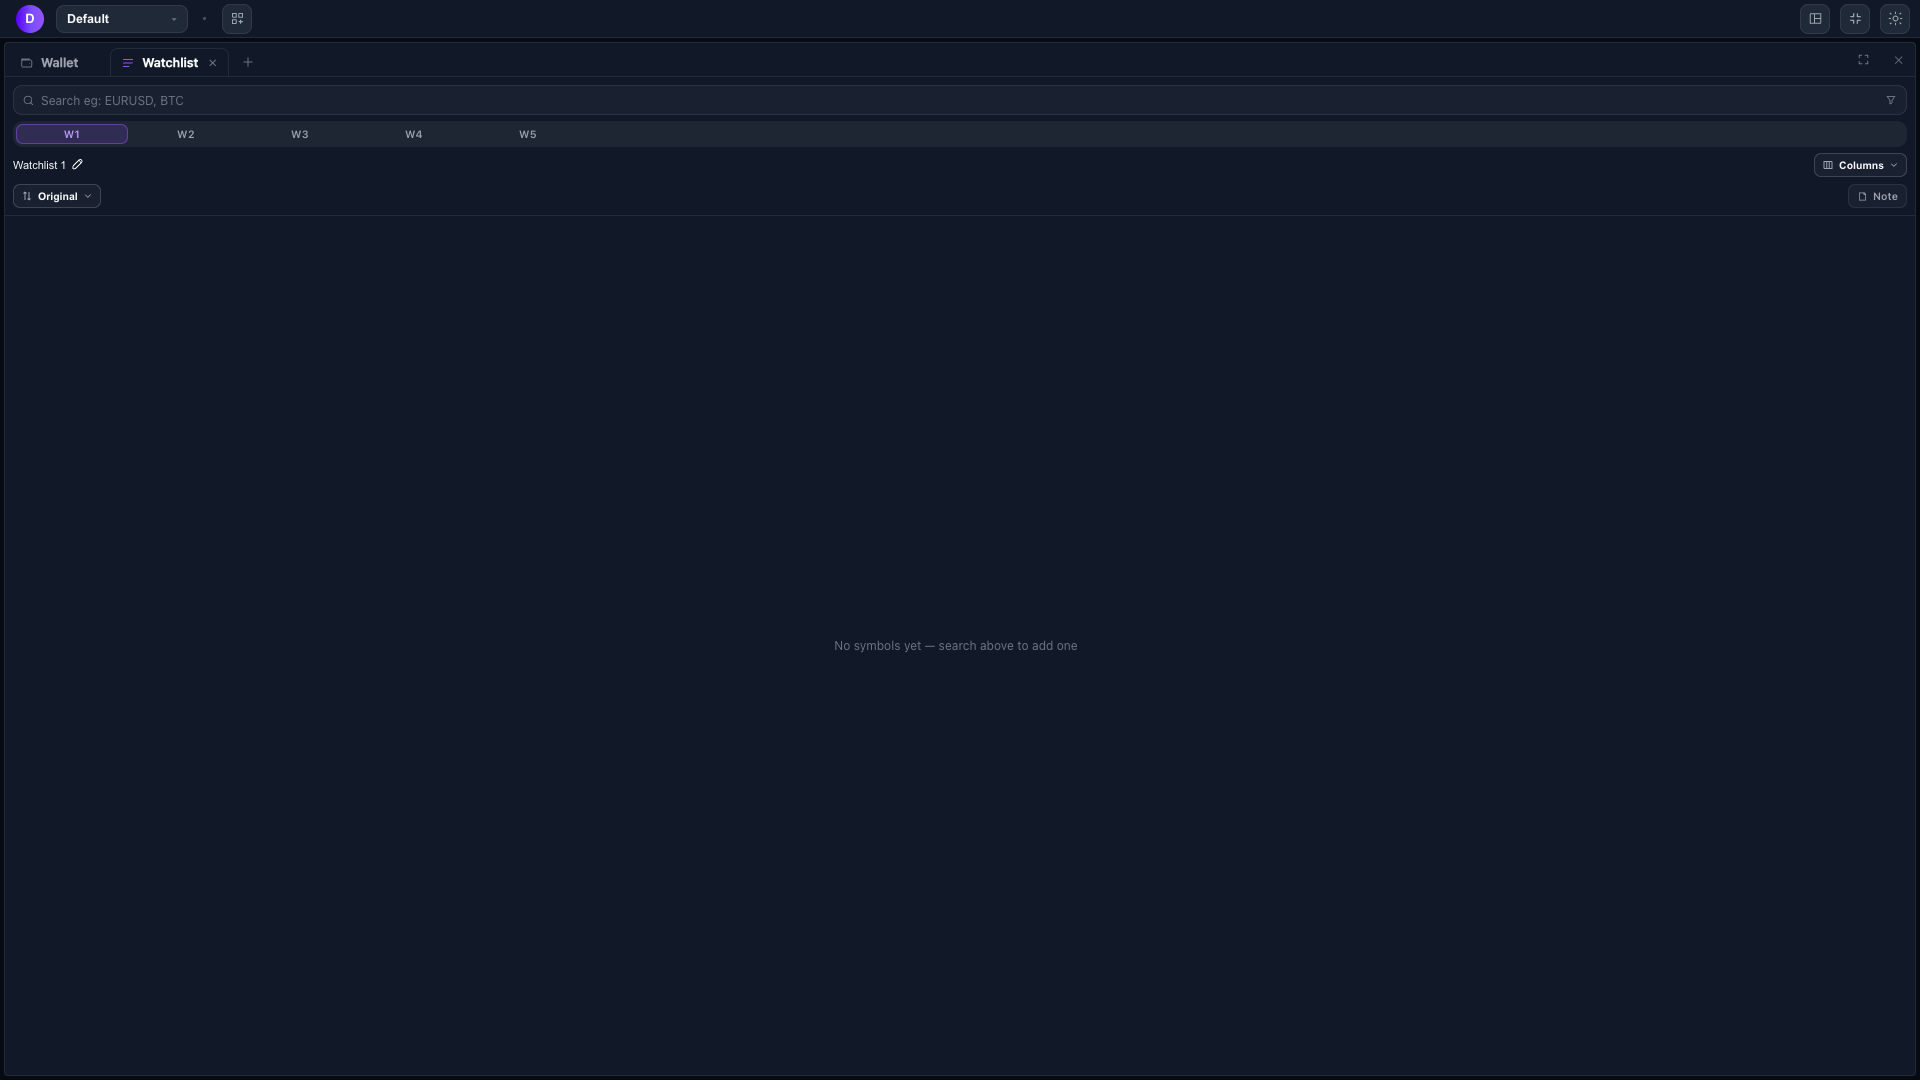 D Default
Wallet Watchlist
Search eg: EURUSD, BTC
W1 W2 W3 W4 W5
Watchlist 1 Columns
Original Note
No symbols yet — search above to add one